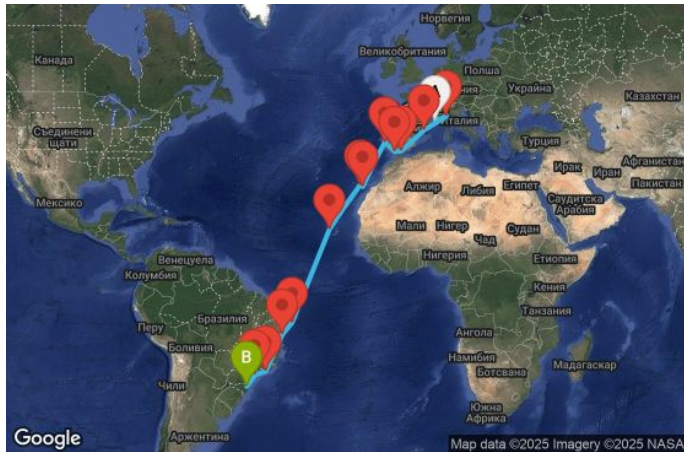 Норвегия
Великобритания
Полша
Канада
Украйна
Казахстан
Италия
Съединени
щати
Турция
Афганистан
Ирак
Иран
Алжир
Либия
Египет
Пакистан
Саудитска
Арабия
Мексико
Мали
Нигер
Судан
Чад
Венецуела
Нигерия
Етиопия
Колумбия
Кения
Бразилия
Танзания
Перу
Ангола
Боливия
B
Намибия
Мадагаскар
Ботсвана
Чили
Южна
Африка
Аржентина
Google
Map data ©2025 Imagery ©2025 NASA